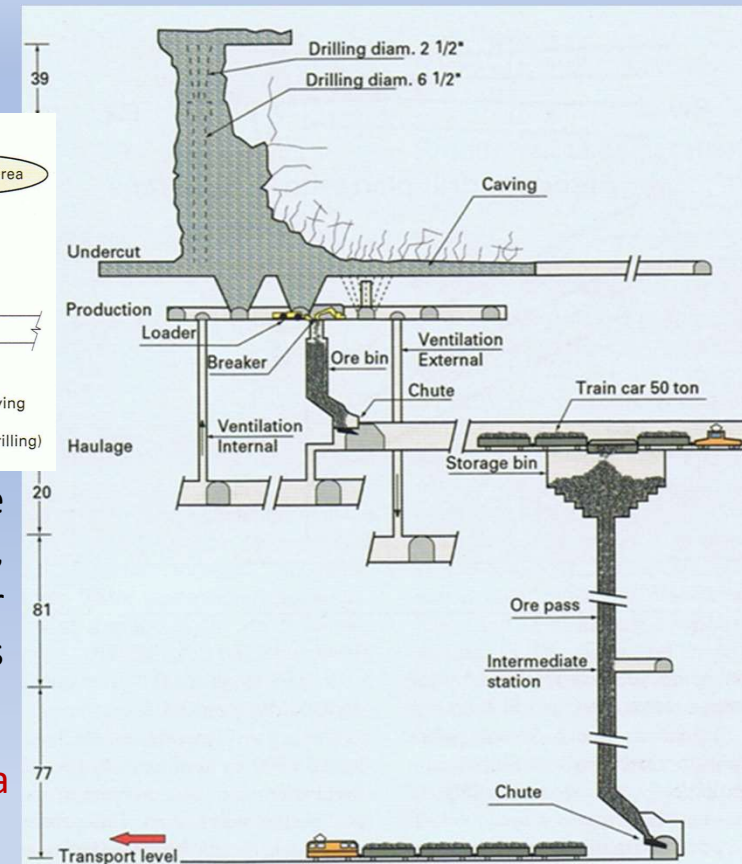 Drilling diam. 2 1/2"
39
Drilling diam. 6 1/2"
rea
Caving
Undercut
Production
Loader
Breaker
Ore bin
Ventilation
External
Chute
Train car 50 ton
ving
rilling)
Ventilation
Internal
Haulage
Storage bin
20
e
81
Ore pass
r
s
Intermediate
station
77
a
Chute
Transport level